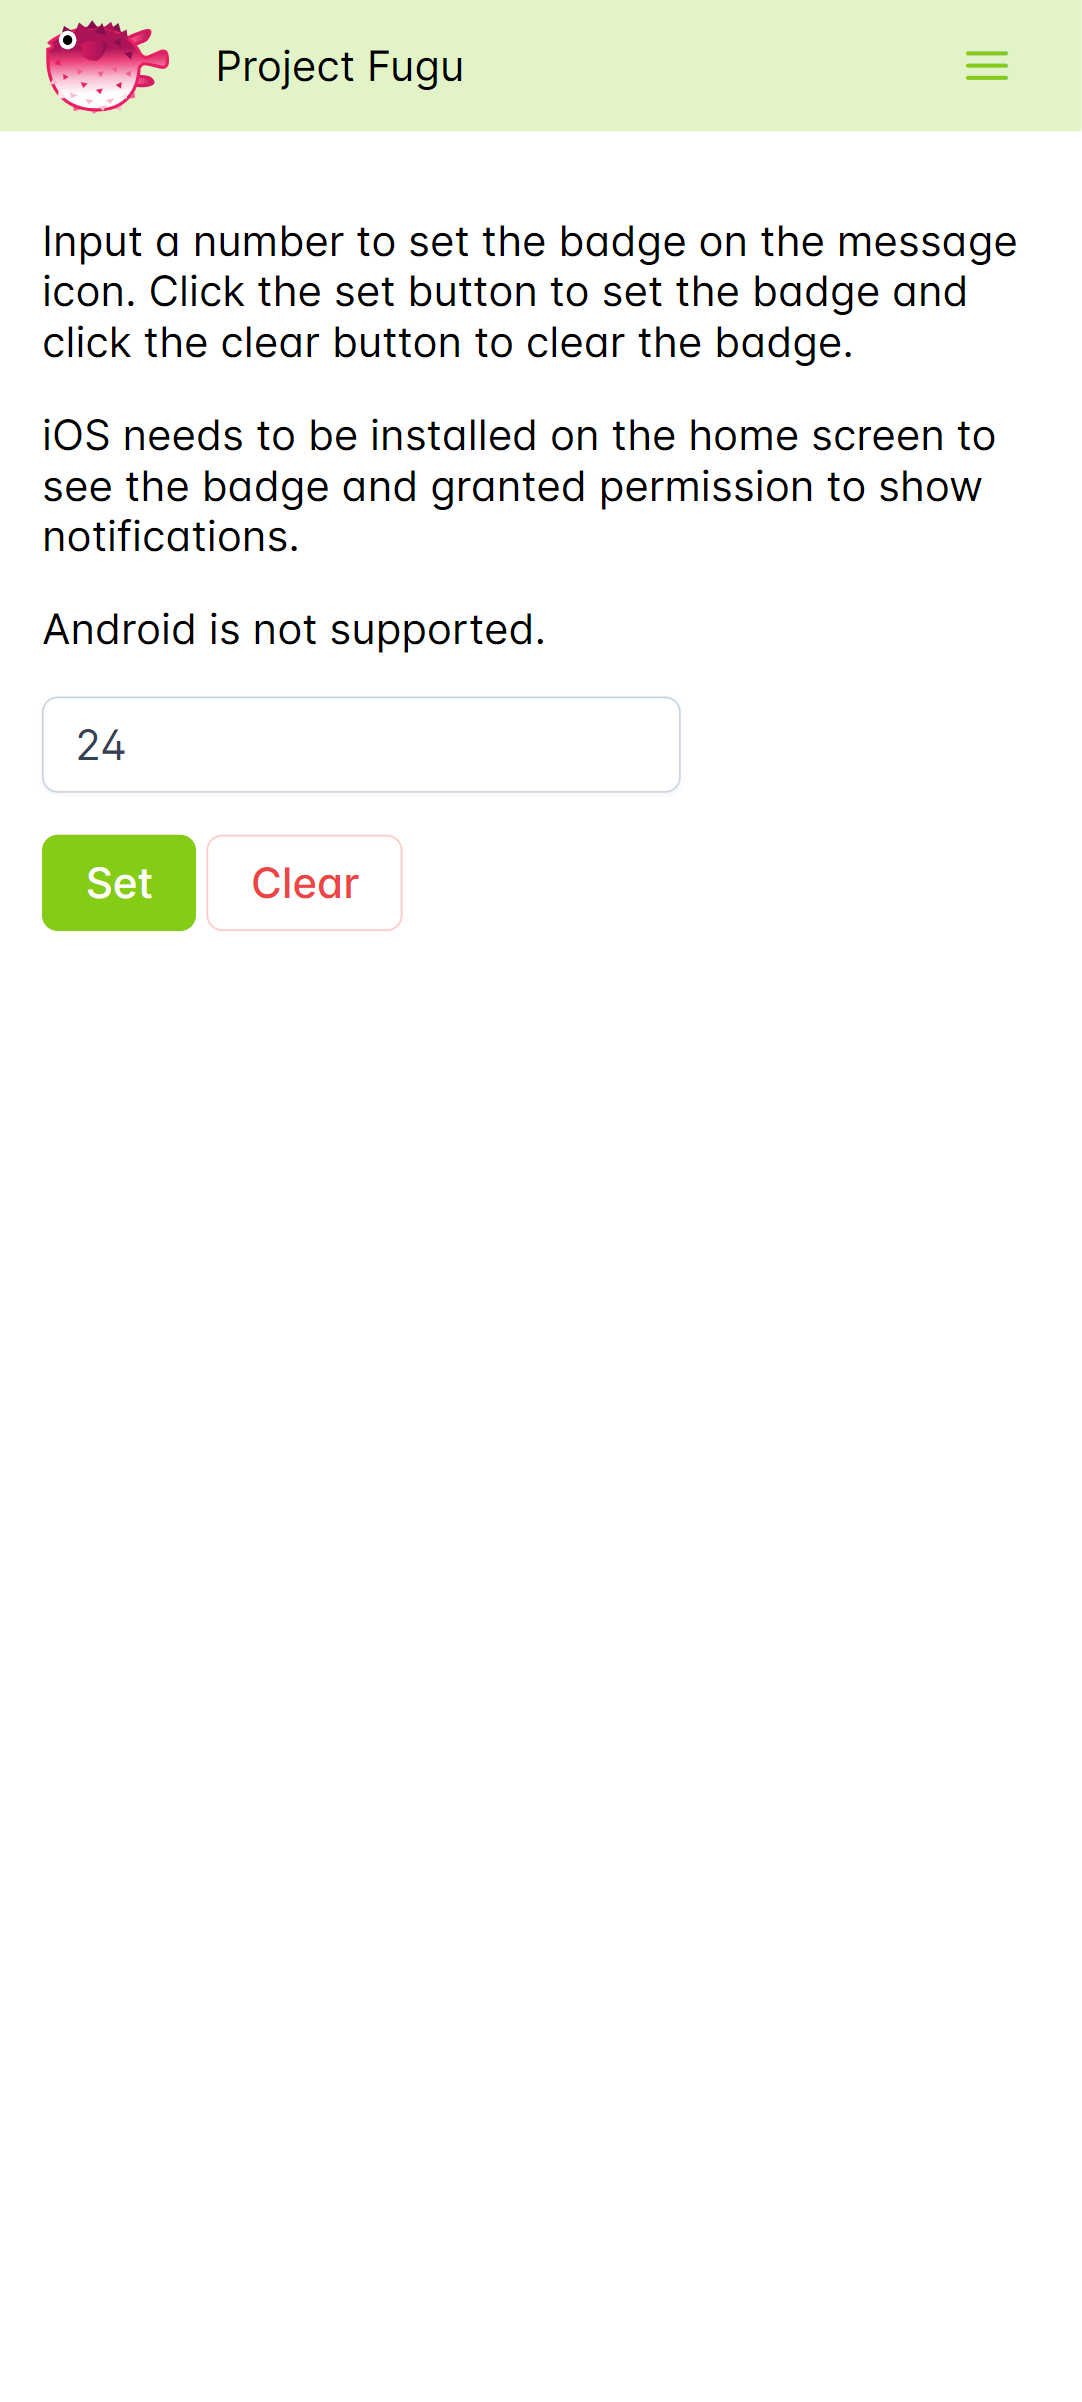 Project Fugu
Input a number to set the badge on the message
icon. Click the set button to set the badge and
click the clear button to clear the badge.
iOS needs to be installed on the home screen to
see the badge and granted permission to show
notifications.
Android is not supported.
24
Set Clear